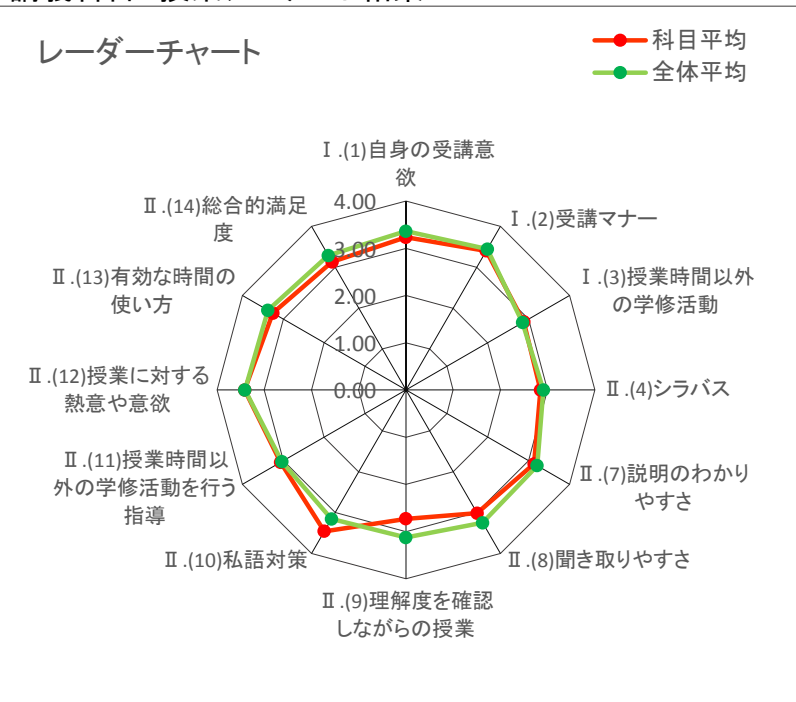 レーダーチャート
科目平均
全体平均
Ⅰ.(1)自身の受講意
欲
4.00
Ⅱ.(14)総合的満足
度
Ⅰ.(2)受講マナー
3.00
Ⅱ.(13)有効な時間の
使い方
Ⅰ.(3)授業時間以外
の学修活動
2.00
1.00
Ⅱ.(12)授業に対する
熱意や意欲
0.00
Ⅱ.(4)シラバス
Ⅱ.(11)授業時間以
外の学修活動を行う
指導
Ⅱ.(7)説明のわかり
やすさ
Ⅱ.(10)私語対策
Ⅱ.(8)聞き取りやすさ
Ⅱ.(9)理解度を確認
しながらの授業